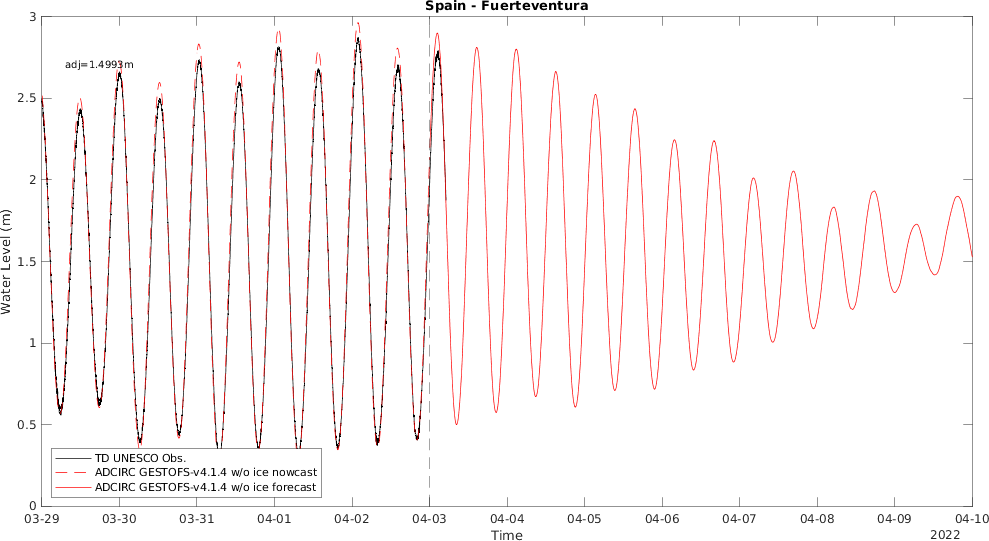 Spain - Fuerteventura
adj=1.4993m
Water Level (m)
3
2.5
2
1.5
1
0.5
0
TD UNESCO Obs.
ADCIRC GESTOFS-v4.1.4 w/o ice nowcast
ADCIRC GESTOFS-v4.1.4 w/o ice forecast
03-29 03-30 03-31 04-01 04-02 04-03 04-04 04-05 04-06 04-07 04-08 04-09 04-10
Time
2022